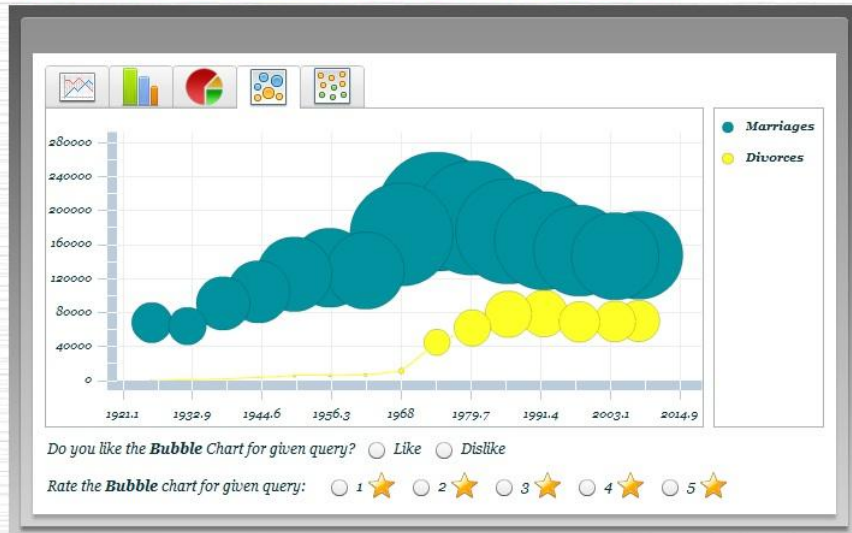 Marriages
Divorces
280000
240000
200000
160000
120000
80000
40000
0
1921.1 1932.9 1944.6 1956.3 1968 1979.7 1991.4 2003.1 2014.9
Do you like the Bubble Chart for given query? Like Dislike
Rate the Bubble chart for given query: 1 2 3 4 5